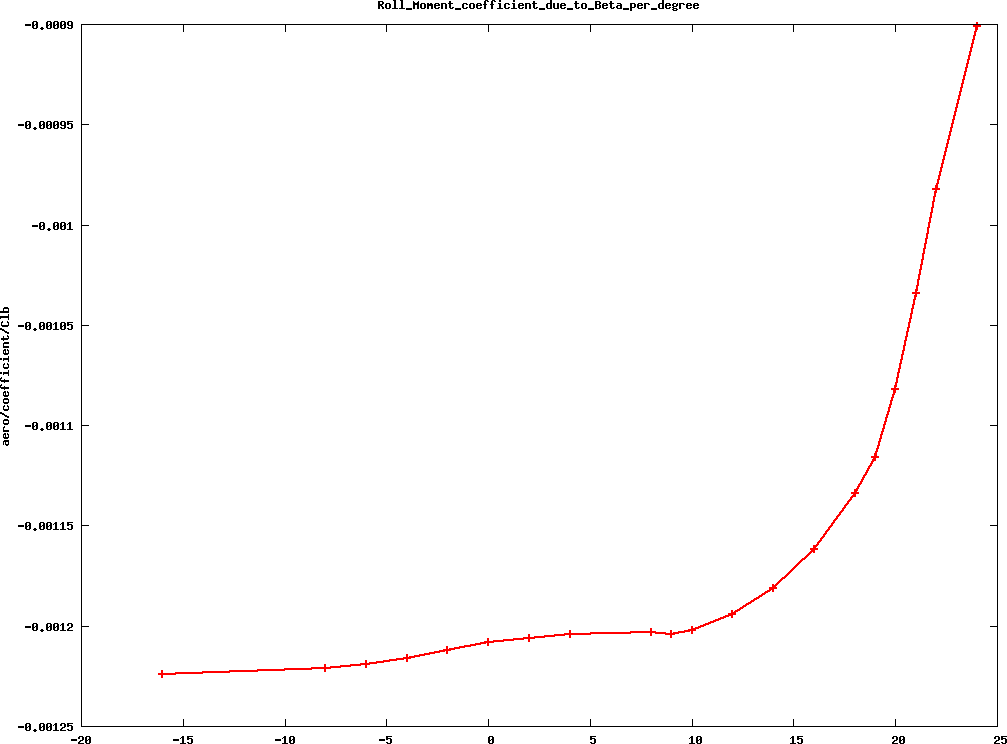 Roll_Moment_coefficient_due_to_Beta_per_degree
-0.0009
-0.00095
-0.001
-0.00105
-0.0011
-0.00115
-0.0012
-0.00125
aero/coefficient/Clb
-20 -15 -10 -5 0 5 10 15 20 25